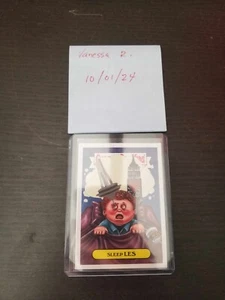 Vanessa R.
10/01/24
SLEEP LES